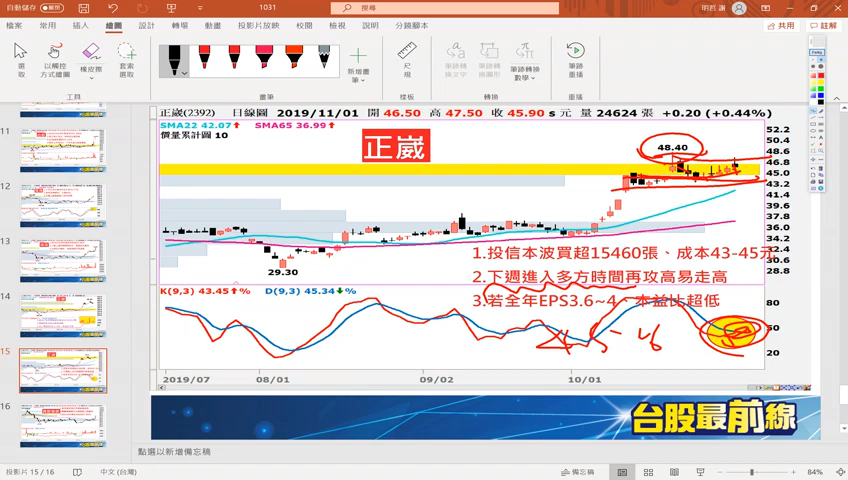 自動儲存 關閉
1031
搜尋
明哲 謝
檔案 常用 插入 繪圖 設計 轉場 動畫 投影片放映 校閱 檢視 說明 分鏡腳本
共用 註解
選取
以觸控方式繪圖
橡皮擦
套索選取
新增畫筆
尺規
筆跡轉換文字
筆跡轉換圖形
筆跡轉換數學
筆跡重播
工具 畫筆 樣板 轉換 重播
11
12
13
14
15
16
正崴(2392) 日線圖 2019/11/01 開 46.50 高 47.50 收 45.90 s 元 量 24624 張 +0.20 (+0.44%)
SMA22 42.07 SMA65 36.99
價量累計圖 10
正崴
48.40
29.30
52.2
50.4
48.6
46.8
45.0
43.2
41.4
39.6
37.8
36.0
34.2
32.4
30.6
28.8
1.投信本波買超15460張、成本43-45元
2.下週進入多方時間再攻高易走高
3.若全年EPS3.6~4、本益比超低
K(9,3) 43.45 % D(9,3) 45.34 %
80
50
20
2019/07 08/01 09/02 10/01
台股最前線
點選以新增備忘稿
投影片 15/16 中文 (台灣) 備忘稿 84%